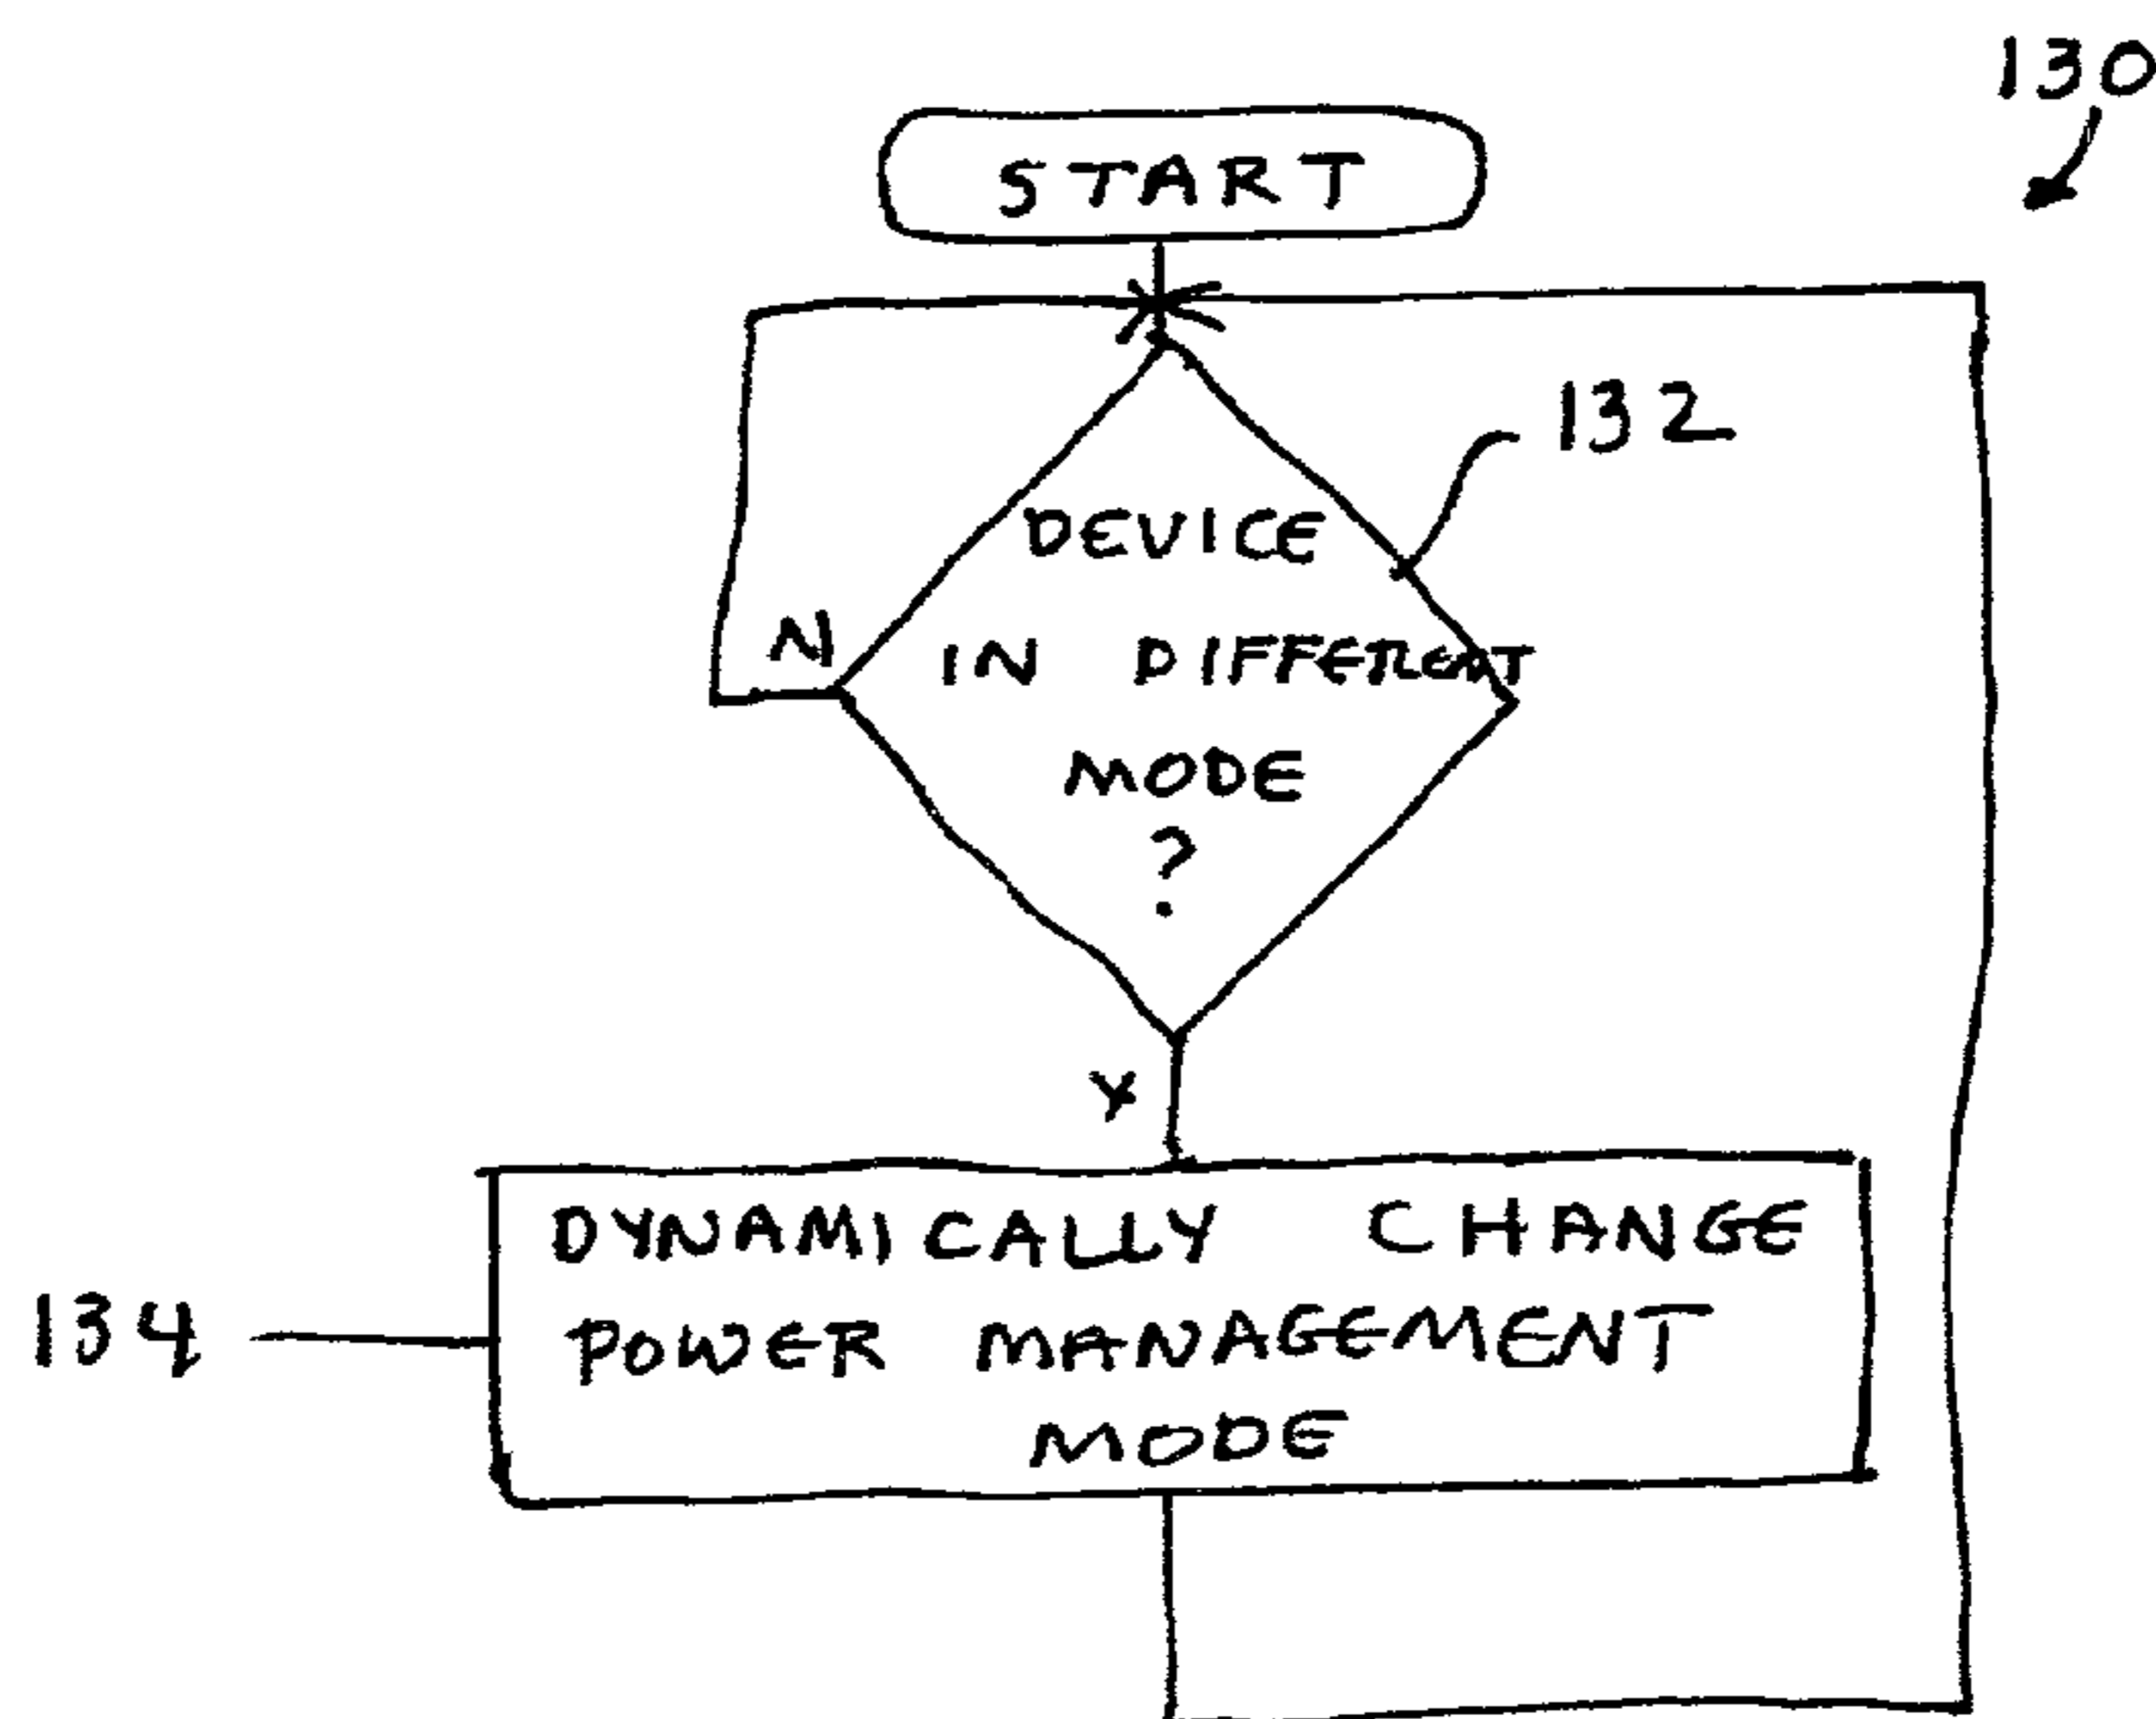 130
START
132
DEVICE
N
IN DIFFERENT
MODE
?
Y
DYNAMICALLY CHANGE
134
POWER MANAGEMENT
MODE